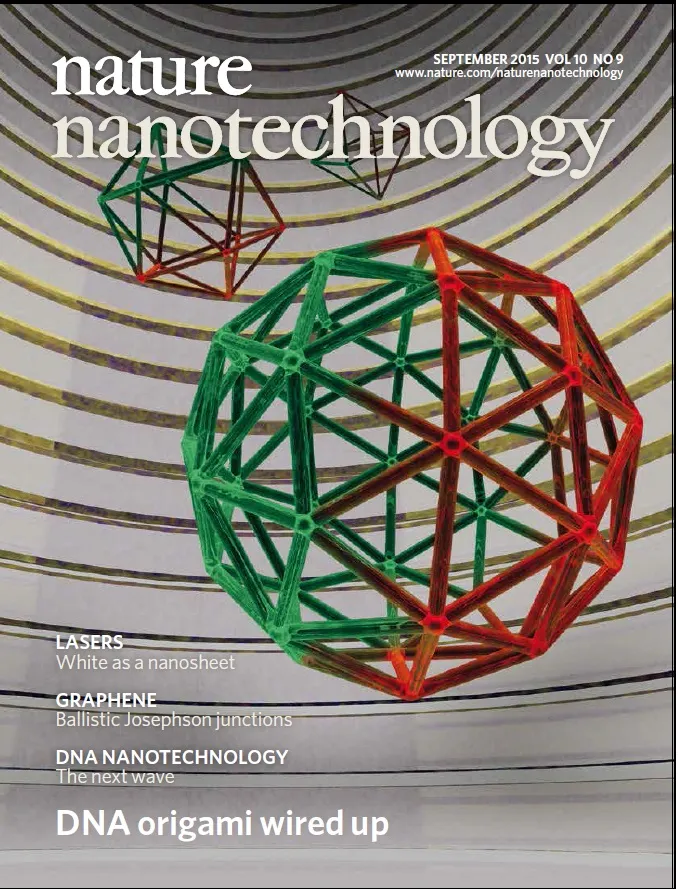 nature
nanotechnology
SEPTEMBER 2015 VOL 10 NO 9
www.nature.com/naturenanotechnology
LASERS
White as a nanosheet
GRAPHENE
Ballistic Josephson junctions
DNA NANOTECHNOLOGY
The next wave
DNA origami wired up